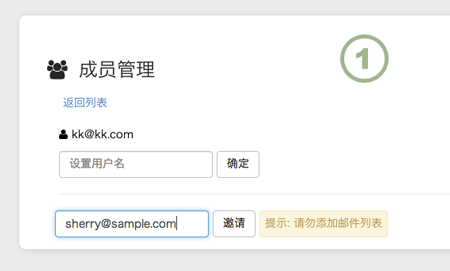 1
成员管理
返回列表
kk@kk.com
设置用户名 确定
sherry@sample.com 邀请 提示: 请勿添加邮件列表